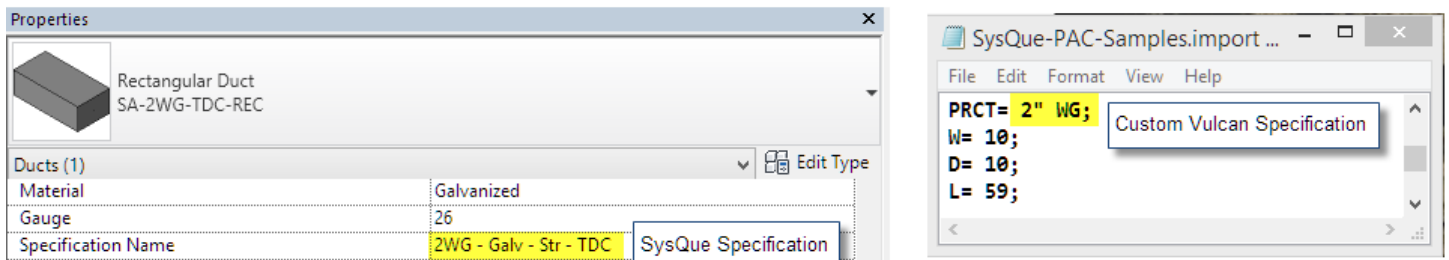 Properties
Rectangular Duct
SA-2WG-TDC-REC
Ducts (1)
Edit Type
Material Galvanized
Gauge 26
Specification Name 2WG - Galv - Str - TDC
SysQue Specification
SysQue-PAC-Samples.import ...
File Edit Format View Help
PRCT= 2" WG;
Custom Vulcan Specification
W= 10;
D= 10;
L= 59;